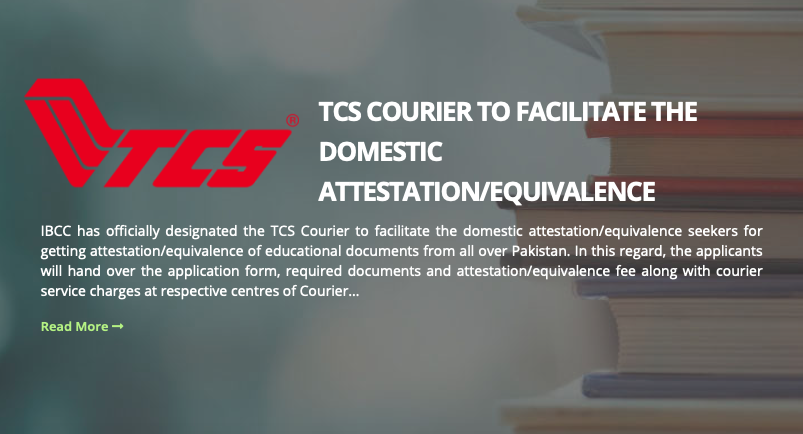 TCS®
TCS COURIER TO FACILITATE THE
DOMESTIC
ATTESTATION/EQUIVALENCE
IBCC has officially designated the TCS Courier to facilitate the domestic attestation/equivalence seekers for
getting attestation/equivalence of educational documents from all over Pakistan. In this regard, the applicants
will hand over the application form, required documents and attestation/equivalence fee along with courier
service charges at respective centres of Courier...
Read More →